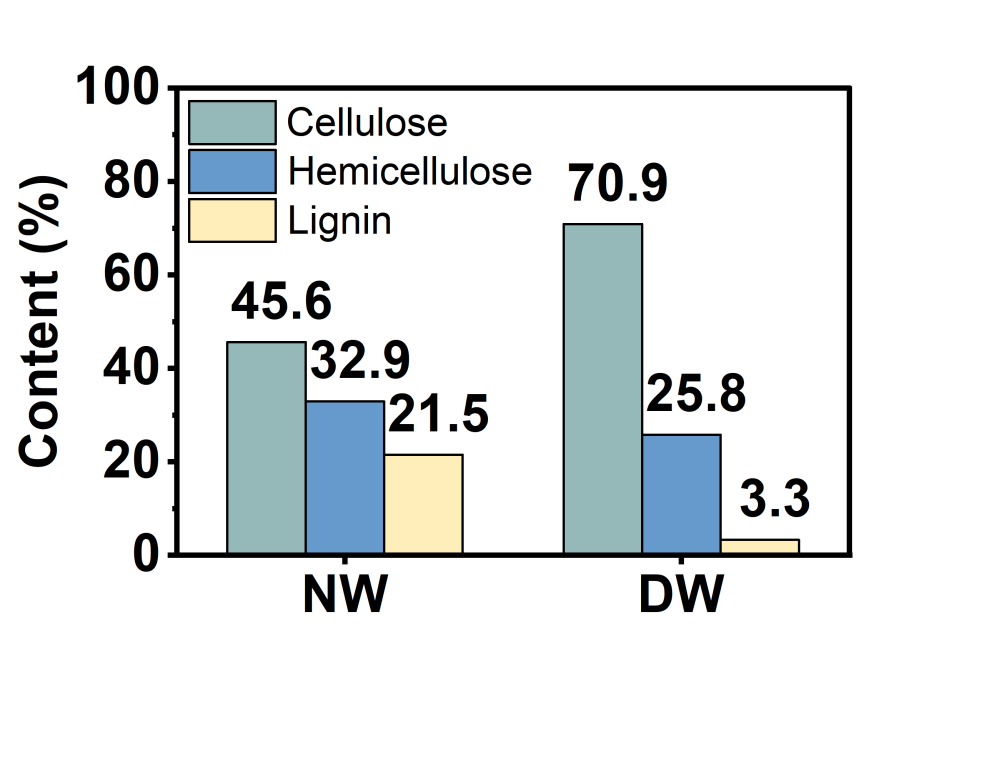 Content (%)
100
80
60
40
20
0
Cellulose
Hemicellulose
Lignin
45.6
32.9
21.5
70.9
25.8
3.3
NW
DW